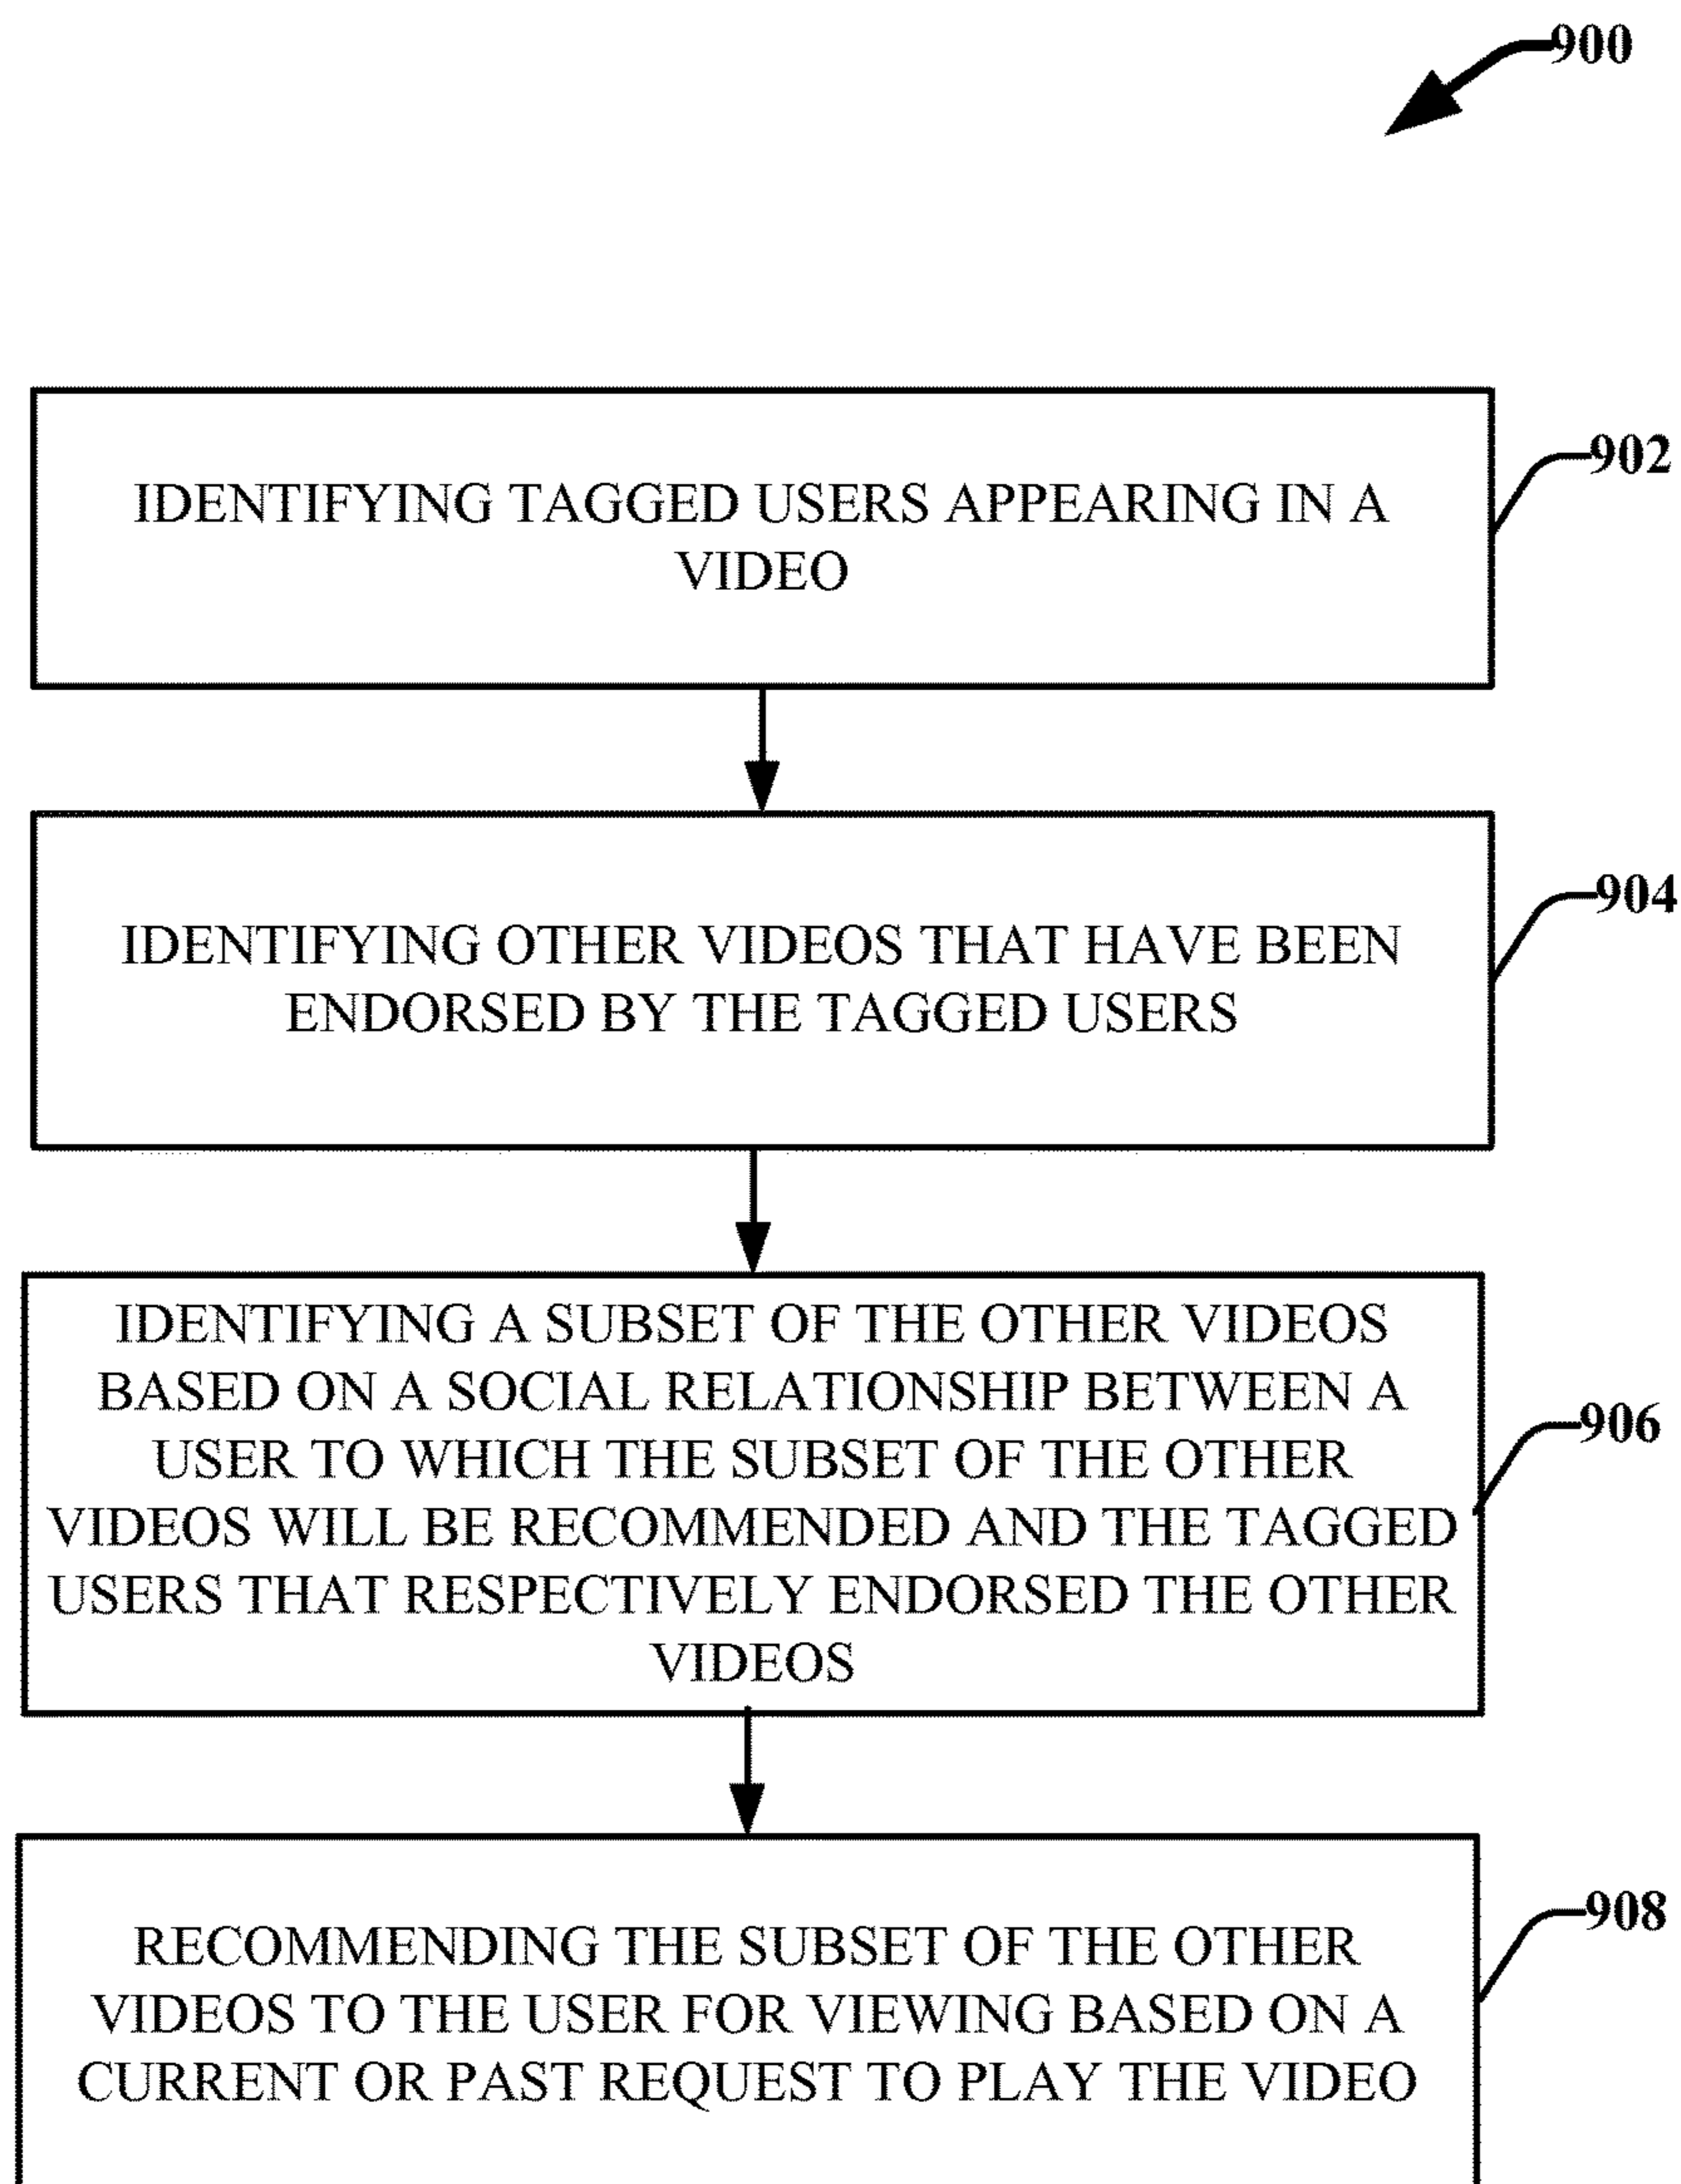 900
IDENTIFYING TAGGED USERS APPEARING IN A
VIDEO
902
IDENTIFYING OTHER VIDEOS THAT HAVE BEEN
ENDORSED BY THE TAGGED USERS
904
IDENTIFYING A SUBSET OF THE OTHER VIDEOS
BASED ON A SOCIAL RELATIONSHIP BETWEEN A
USER TO WHICH THE SUBSET OF THE OTHER
VIDEOS WILL BE RECOMMENDED AND THE TAGGED
USERS THAT RESPECTIVELY ENDORSED THE OTHER
VIDEOS
906
RECOMMENDING THE SUBSET OF THE OTHER
VIDEOS TO THE USER FOR VIEWING BASED ON A
CURRENT OR PAST REQUEST TO PLAY THE VIDEO
908